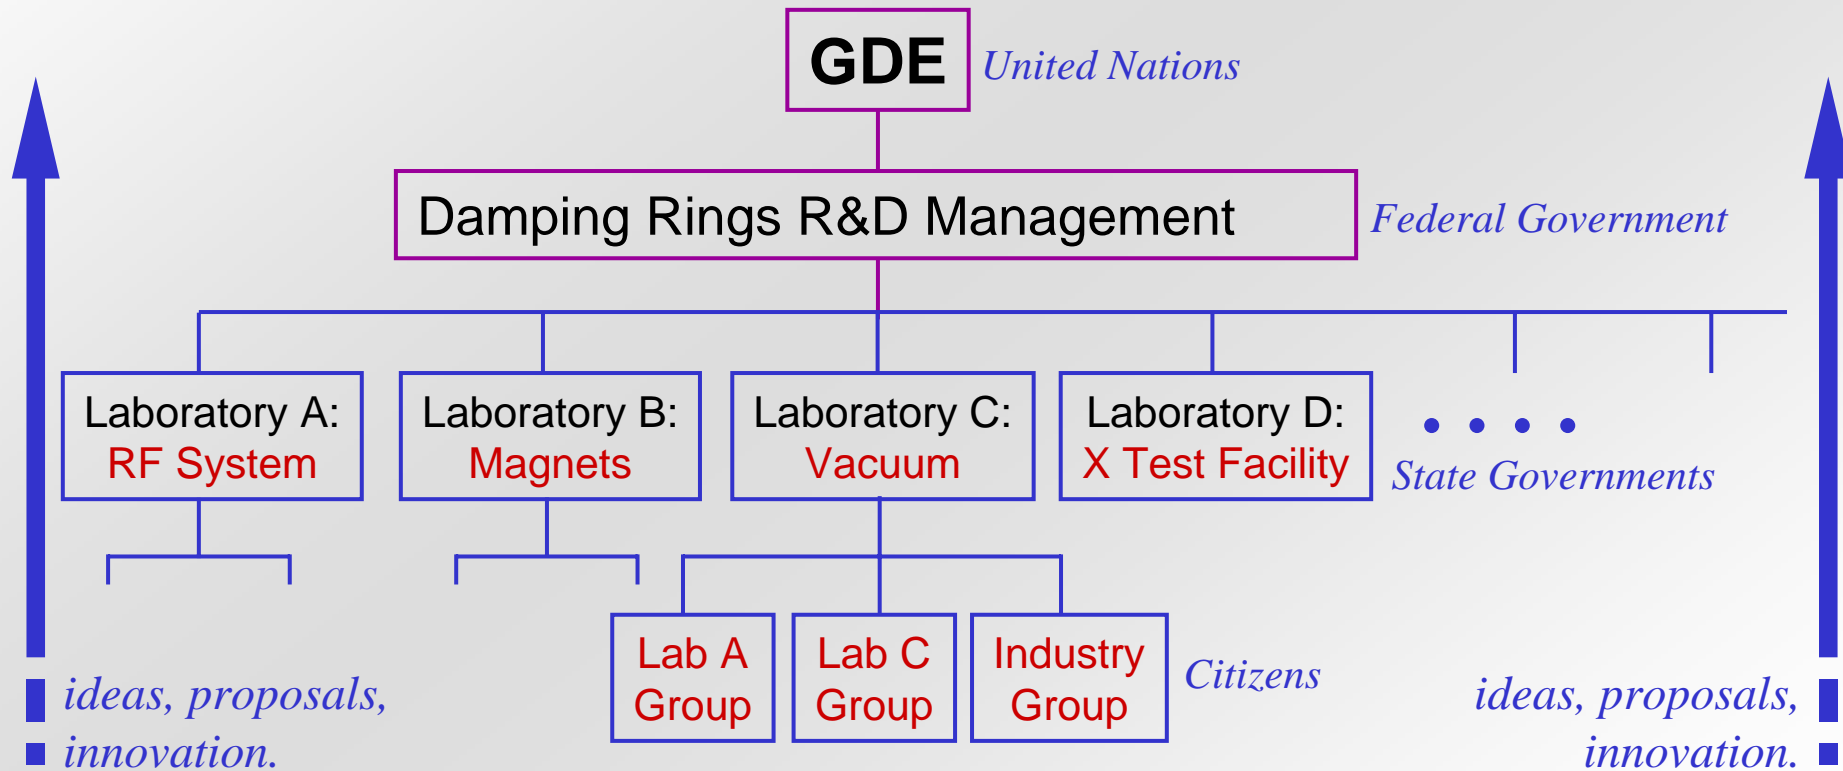 GDE
United Nations
Damping Rings R&D Management
Federal Government
Laboratory A:
RF System
Laboratory B:
Magnets
Laboratory C:
Vacuum
Laboratory D:
X Test Facility
• • • •
State Governments
Lab A
Group
Lab C
Group
Industry
Group
Citizens
ideas, proposals,
innovation.
ideas, proposals,
innovation.